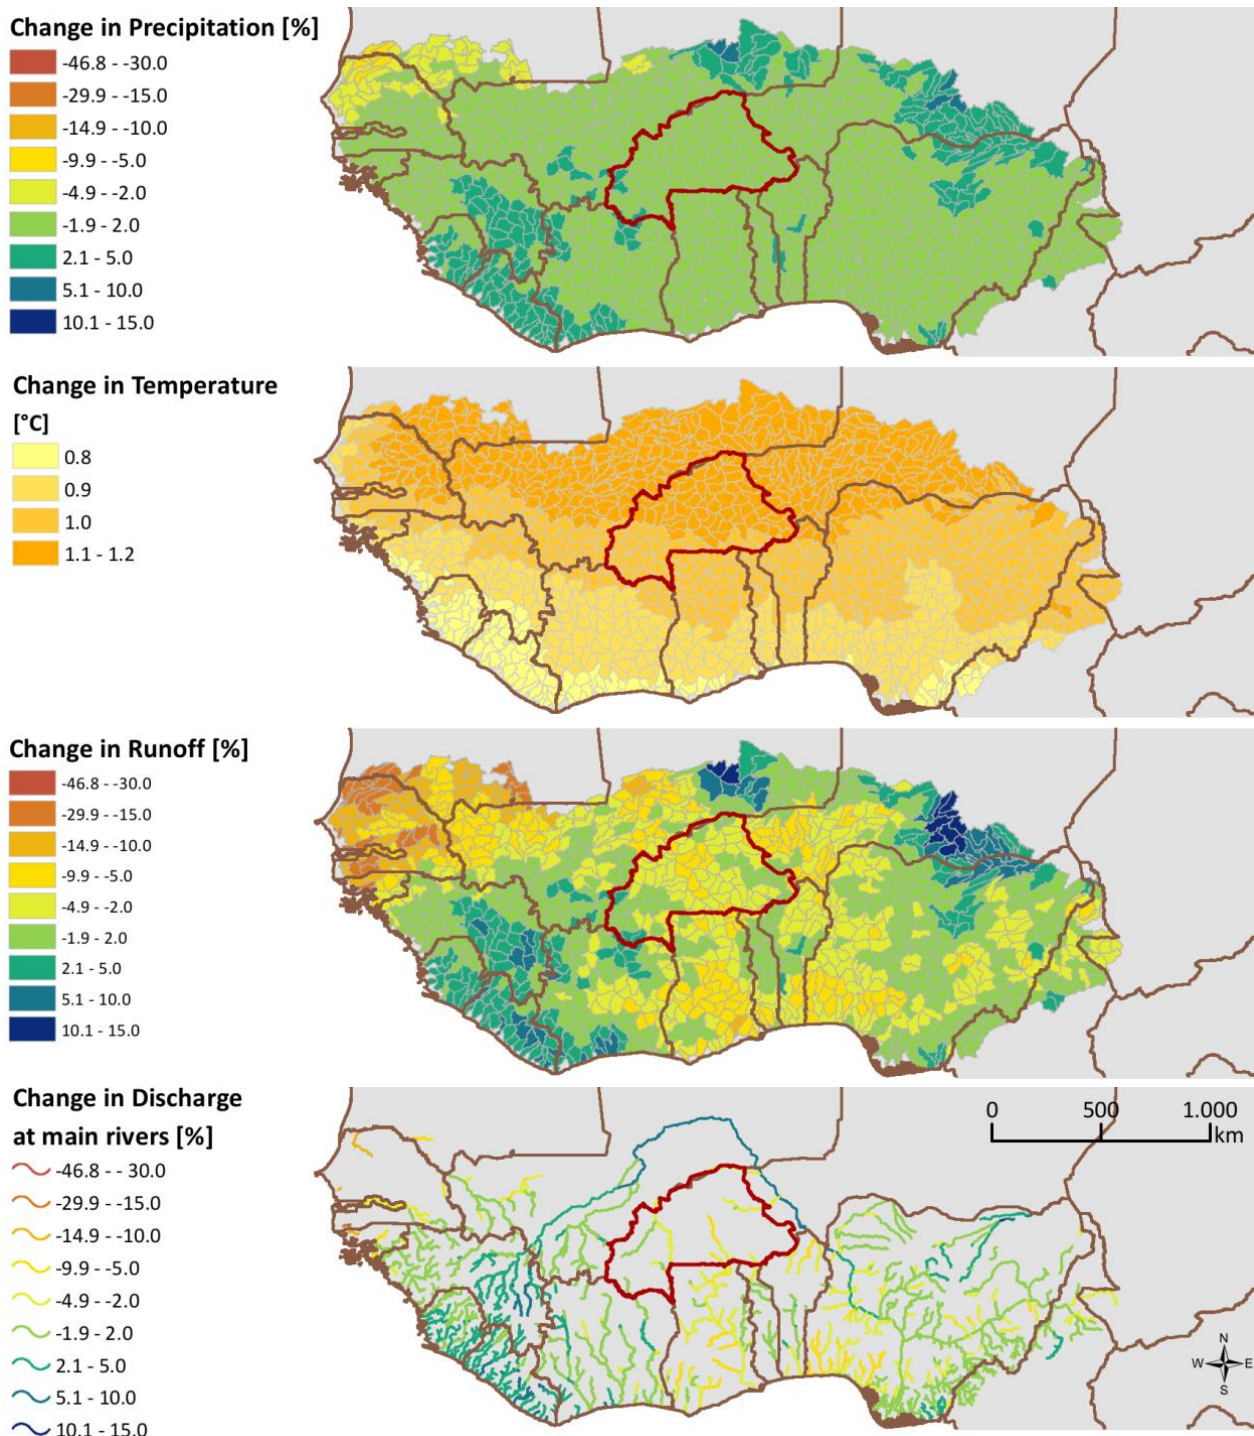 Change in Precipitation [%]
-46.8 - -30.0
-29.9 - -15.0
-14.9 - -10.0
-9.9 - -5.0
-4.9 - -2.0
-1.9 - 2.0
2.1 - 5.0
5.1 - 10.0
10.1 - 15.0
Change in Temperature
[°C]
0.8
0.9
1.0
1.1 - 1.2
Change in Runoff [%]
-46.8 - -30.0
-29.9 - -15.0
-14.9 - -10.0
-9.9 - -5.0
-4.9 - -2.0
-1.9 - 2.0
2.1 - 5.0
5.1 - 10.0
10.1 - 15.0
Change in Discharge
at main rivers [%]
0 500 1.000
km
-46.8 - - 30.0
-29.9 - -15.0
-14.9 - -10.0
-9.9 - -5.0
-4.9 - -2.0
-1.9 - 2.0
2.1 - 5.0
5.1 - 10.0
10.1 - 15.0
N
W E
S